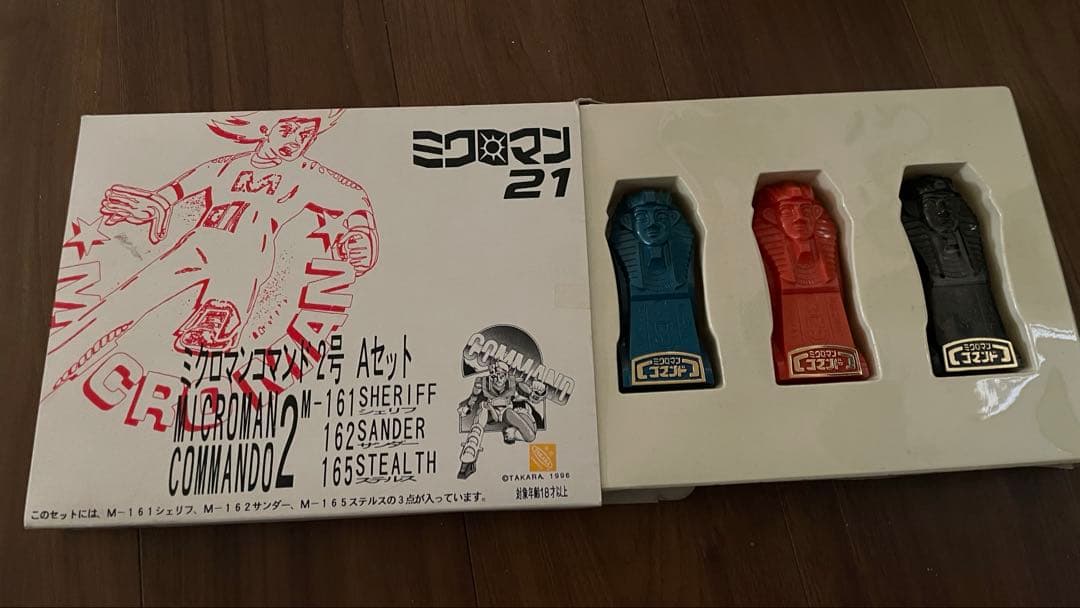 ミクロマン
21
CROMAN
ミクロマンコマンド2号 Aセット
MICROMAN
COMMANDO 2
M-161 SHERIFF
シェリフ
162 SANDER
サンダー
165 STEALTH
ステルス
COMMAND
TAKARA
©TAKARA. 1996
対象年齢18才以上
このセットには、M-161シェリフ、M-162サンダー、M-165ステルスの3点が入っています。
ミクロマン
コマンド
ミクロマン
コマンド
ミクロマン
コマンド